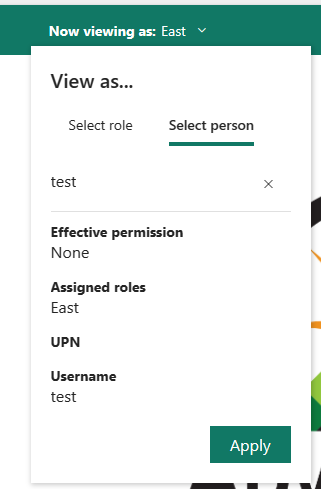 Now viewing as: East
View as...
Select role Select person
test
Effective permission
None
Assigned roles
East
UPN
Username
test
Apply